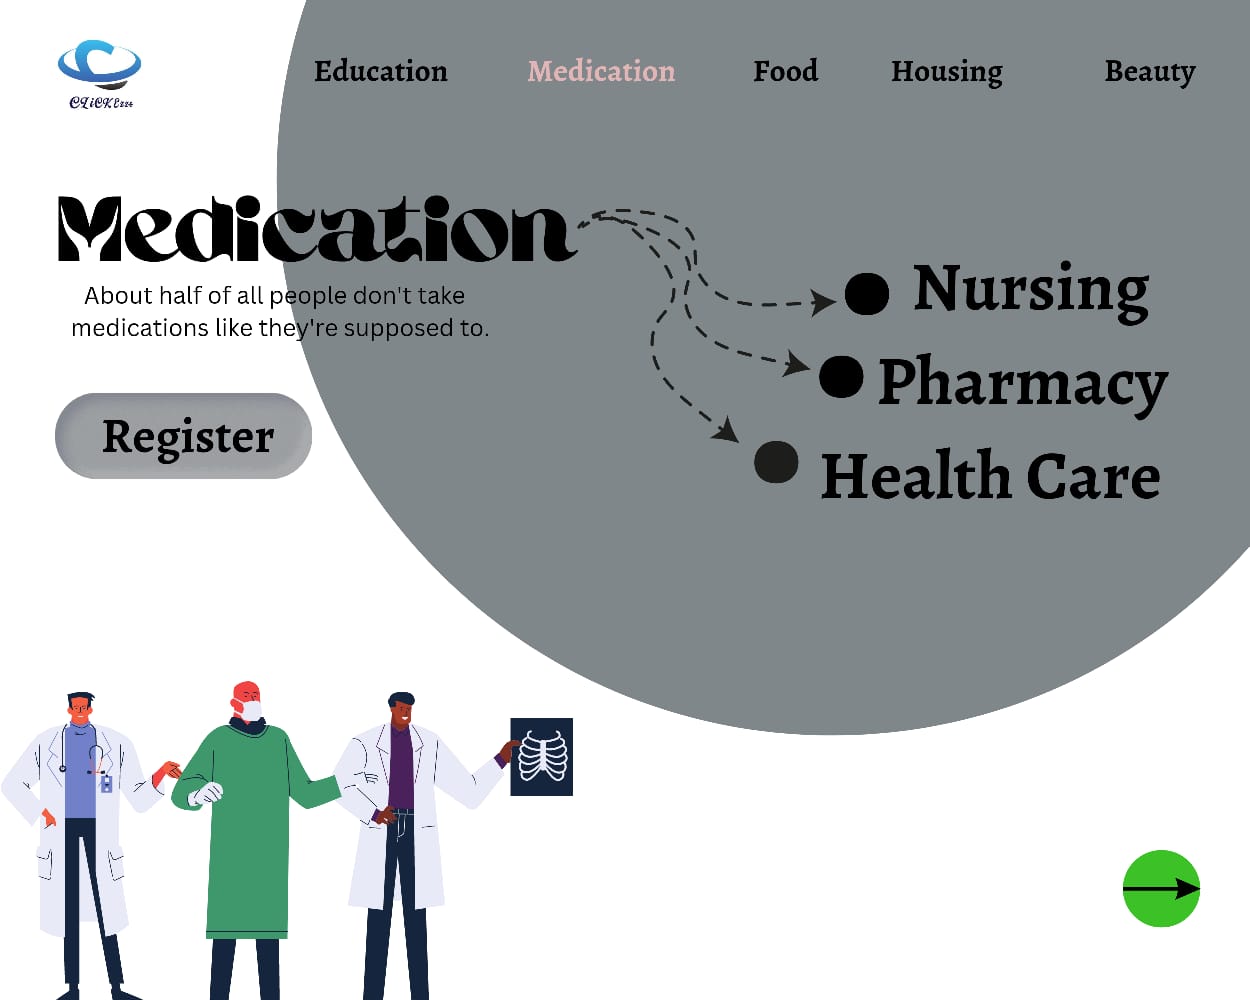 CLiCKE224
Education Medication Food Housing Beauty
Medication
About half of all people don't take
medications like they're supposed to.
Register
Nursing
Pharmacy
Health Care